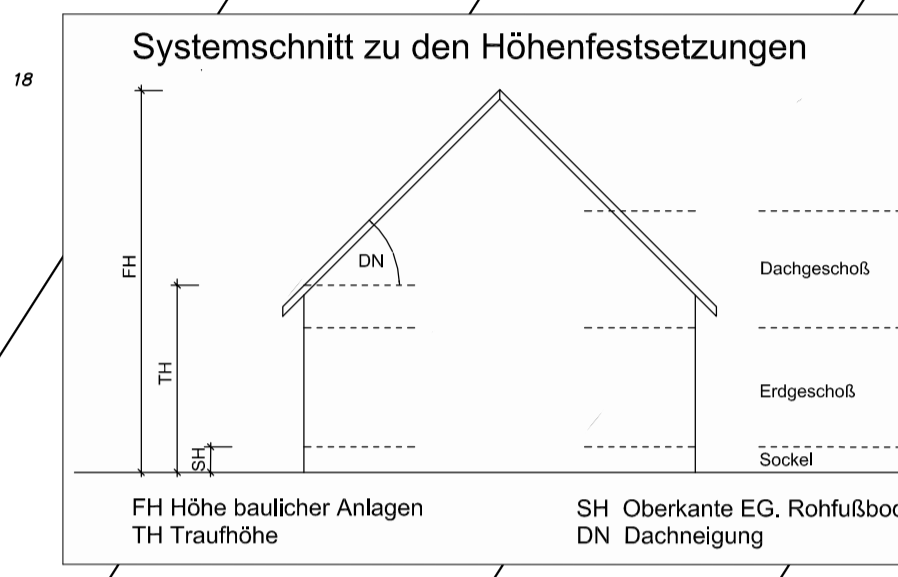 Systemschnitt zu den Höhenfestsetzungen
18
FH
DN
Dachgeschoß
TH
Erdgeschoß
SH
Sockel
FH Höhe baulicher Anlagen
SH Oberkante EG.
TH Traufhöhe
DN Dachneigung